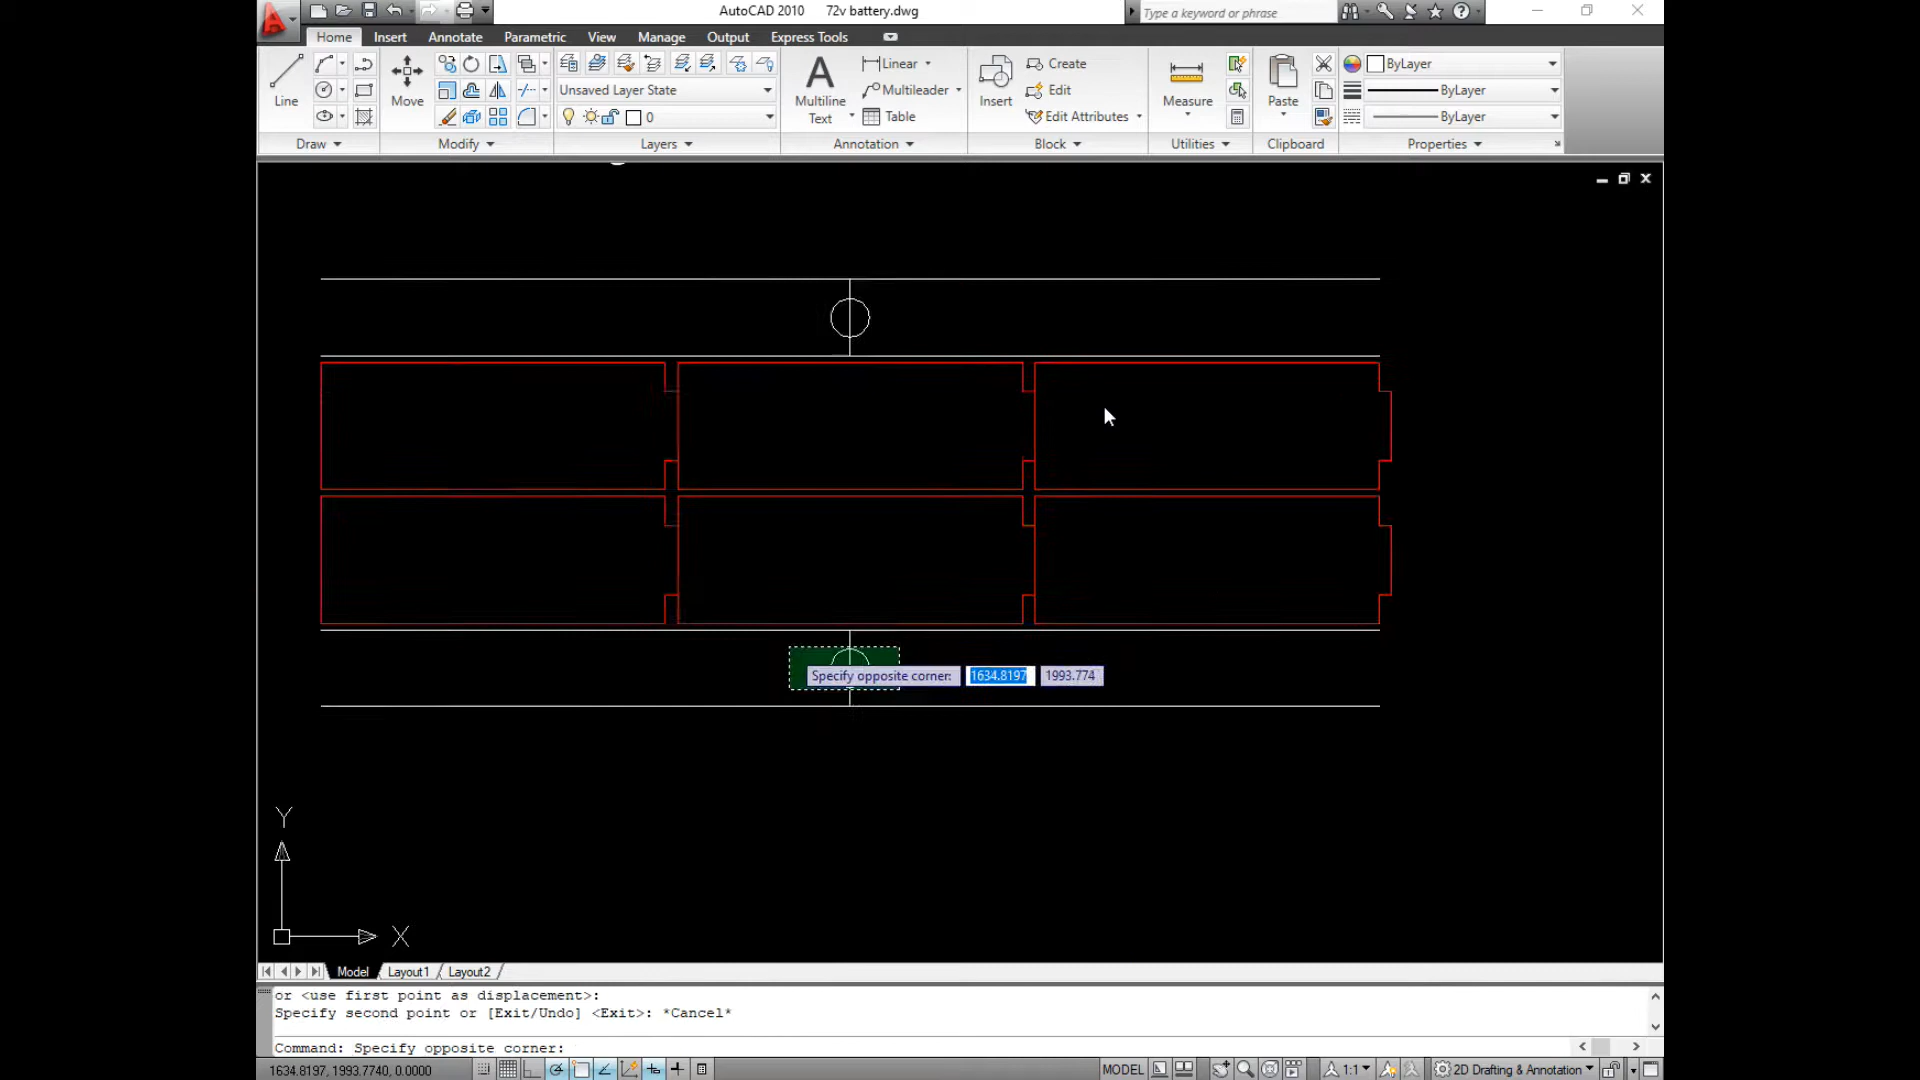 AutoCAD 2010 72v battery.dwg Type a keyword or phrase
Home Insert Annotate Parametric View Manage Output Express Tools
Line Move Unsaved Layer State 0 Multiline Text Linear Multileader Table Insert Create Edit Edit Attributes Measure Paste ByLayer ByLayer ByLayer
Draw Modify Layers Annotation Block Utilities Clipboard Properties
Specify opposite corner: 1634.8197 1993.774
Y
X
Model Layout1 Layout2
or <use first point as displacement>:
Specify second point or [Exit/Undo] <Exit>: *Cancel*
Command: Specify opposite corner:
1634.8197, 1993.7740, 0.0000 MODEL 1:1 2D Drafting & Annotation